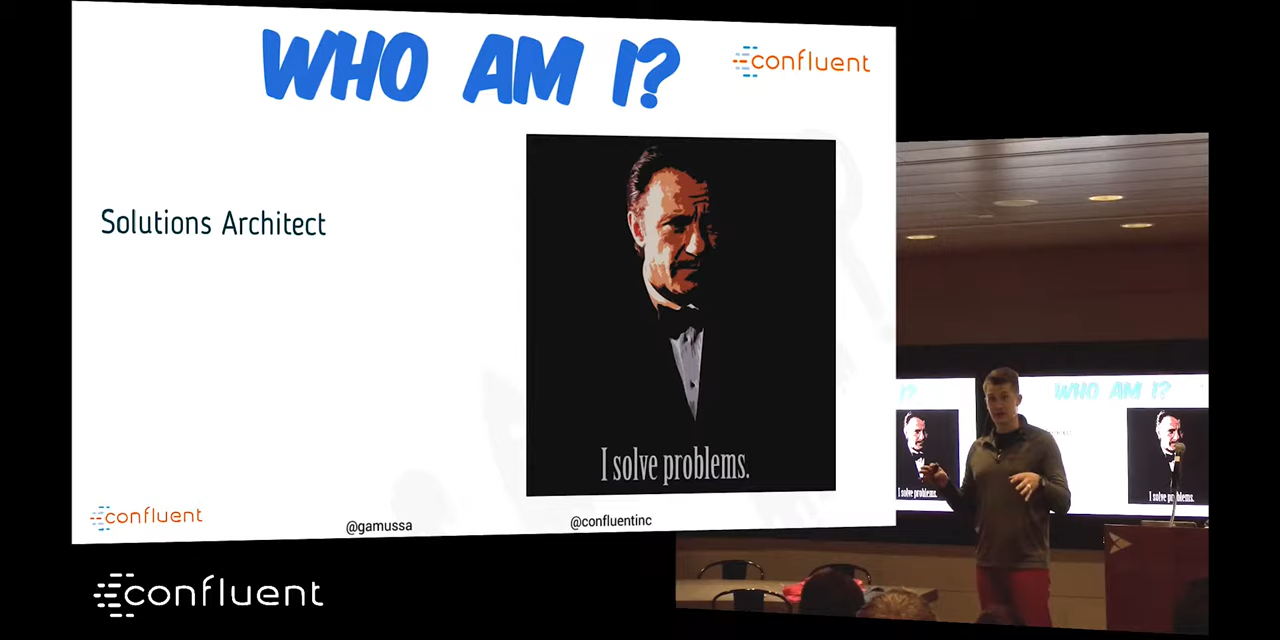 WHO AM I?
confluent
Solutions Architect
I solve problems.
confluent
@gamussa
@confluentinc
confluent
?
WHO AM I?
I solve problems.
I solve problems.